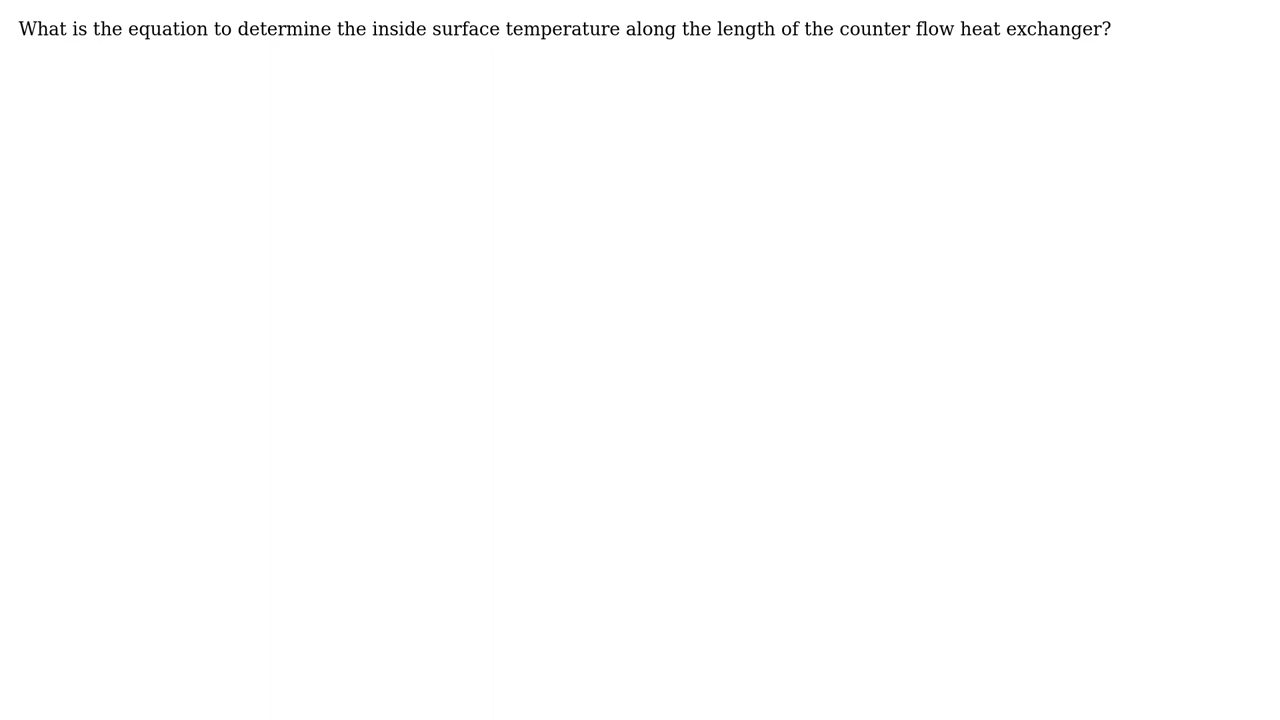 What is the equation to determine the inside surface temperature along the length of the counter flow heat exchanger?